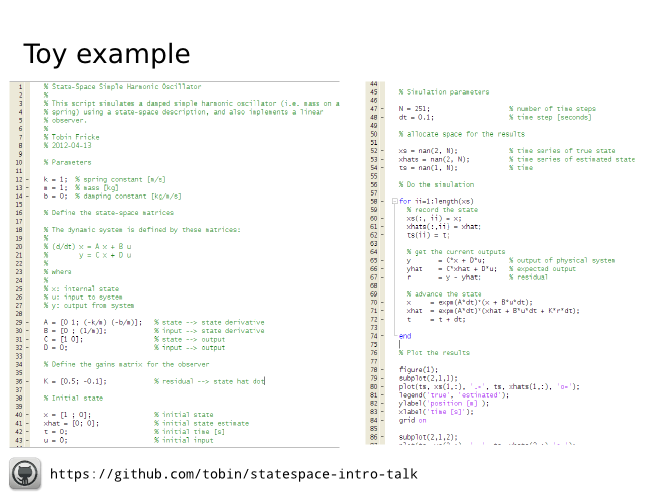 Toy example
1 % State-Space Simple Harmonic Oscillator
2 %
3 % This script simulates a damped simple harmonic oscillator (i.e. mass on a
4 % spring) using a state-space description, and also implements a linear
5 % observer.
6 %
7 % Tobin Fricke
8 % 2012-04-13
9
10 % Parameters
11
12 - k = 1; % spring constant [m/s]
13 - m = 1; % mass [kg]
14 - b = 0; % damping constant [kg/m/s]
15
16 % Define the state-space matrices
17
18 % The dynamic system is defined by these matrices:
19 %
20 % (d/dt) x = A x + B u
21 % y = C x + D u
22 %
23 % where
24 %
25 % x: internal state
26 % u: input to system
27 % y: output from system
28
29 - A = [0 1; (-k/m) (-b/m)]; % state --> state derivative
30 - B = [0 ; (1/m)]; % input --> state derivative
31 - C = [1 0]; % state --> output
32 - D = 0; % input --> output
33
34 % Define the gains matrix for the observer
35
36 - K = [0.5; -0.1]; % residual --> state hat dot
37
38 % Initial state
39
40 - x = [1 ; 0]; % initial state
41 - xhat = [0; 0]; % initial state estimate
42 - t = 0; % initial time [s]
43 - u = 0; % initial input
44
45 % Simulation parameters
46
47 - N = 251; % number of time steps
48 - dt = 0.1; % time step [seconds]
49
50 % allocate space for the results
51
52 - xs = nan(2, N); % time series of true state
53 - xhats = nan(2, N); % time series of estimated state
54 - ts = nan(1, N); % time
55
56 % Do the simulation
57
58 - for ii=1:length(xs)
59 % record the state
60 - xs(:, ii) = x;
61 - xhats(:,ii) = xhat;
62 - ts(ii) = t;
63
64 % get the current outputs
65 - y = C*x + D*u; % output of physical system
66 - yhat = C*xhat + D*u; % expected output
67 - r = y - yhat; % residual
68
69 % advance the state
70 - x = expm(A*dt)*(x + B*u*dt);
71 - xhat = expm(A*dt)*(xhat + B*u*dt + K*r*dt);
72 - t = t + dt;
73
74 - end
75
76 % Plot the results
77
78 - figure(1);
79 - subplot(2,1,1);
80 - plot(ts, xs(1,:), '.-', ts, xhats(1,:), 'o-');
81 - legend('true', 'estimated');
82 - ylabel('position [m] ');
83 - xlabel('time [s]');
84 - grid on
85
86 - subplot(2,1,2);
https://github.com/tobin/statespace-intro-talk